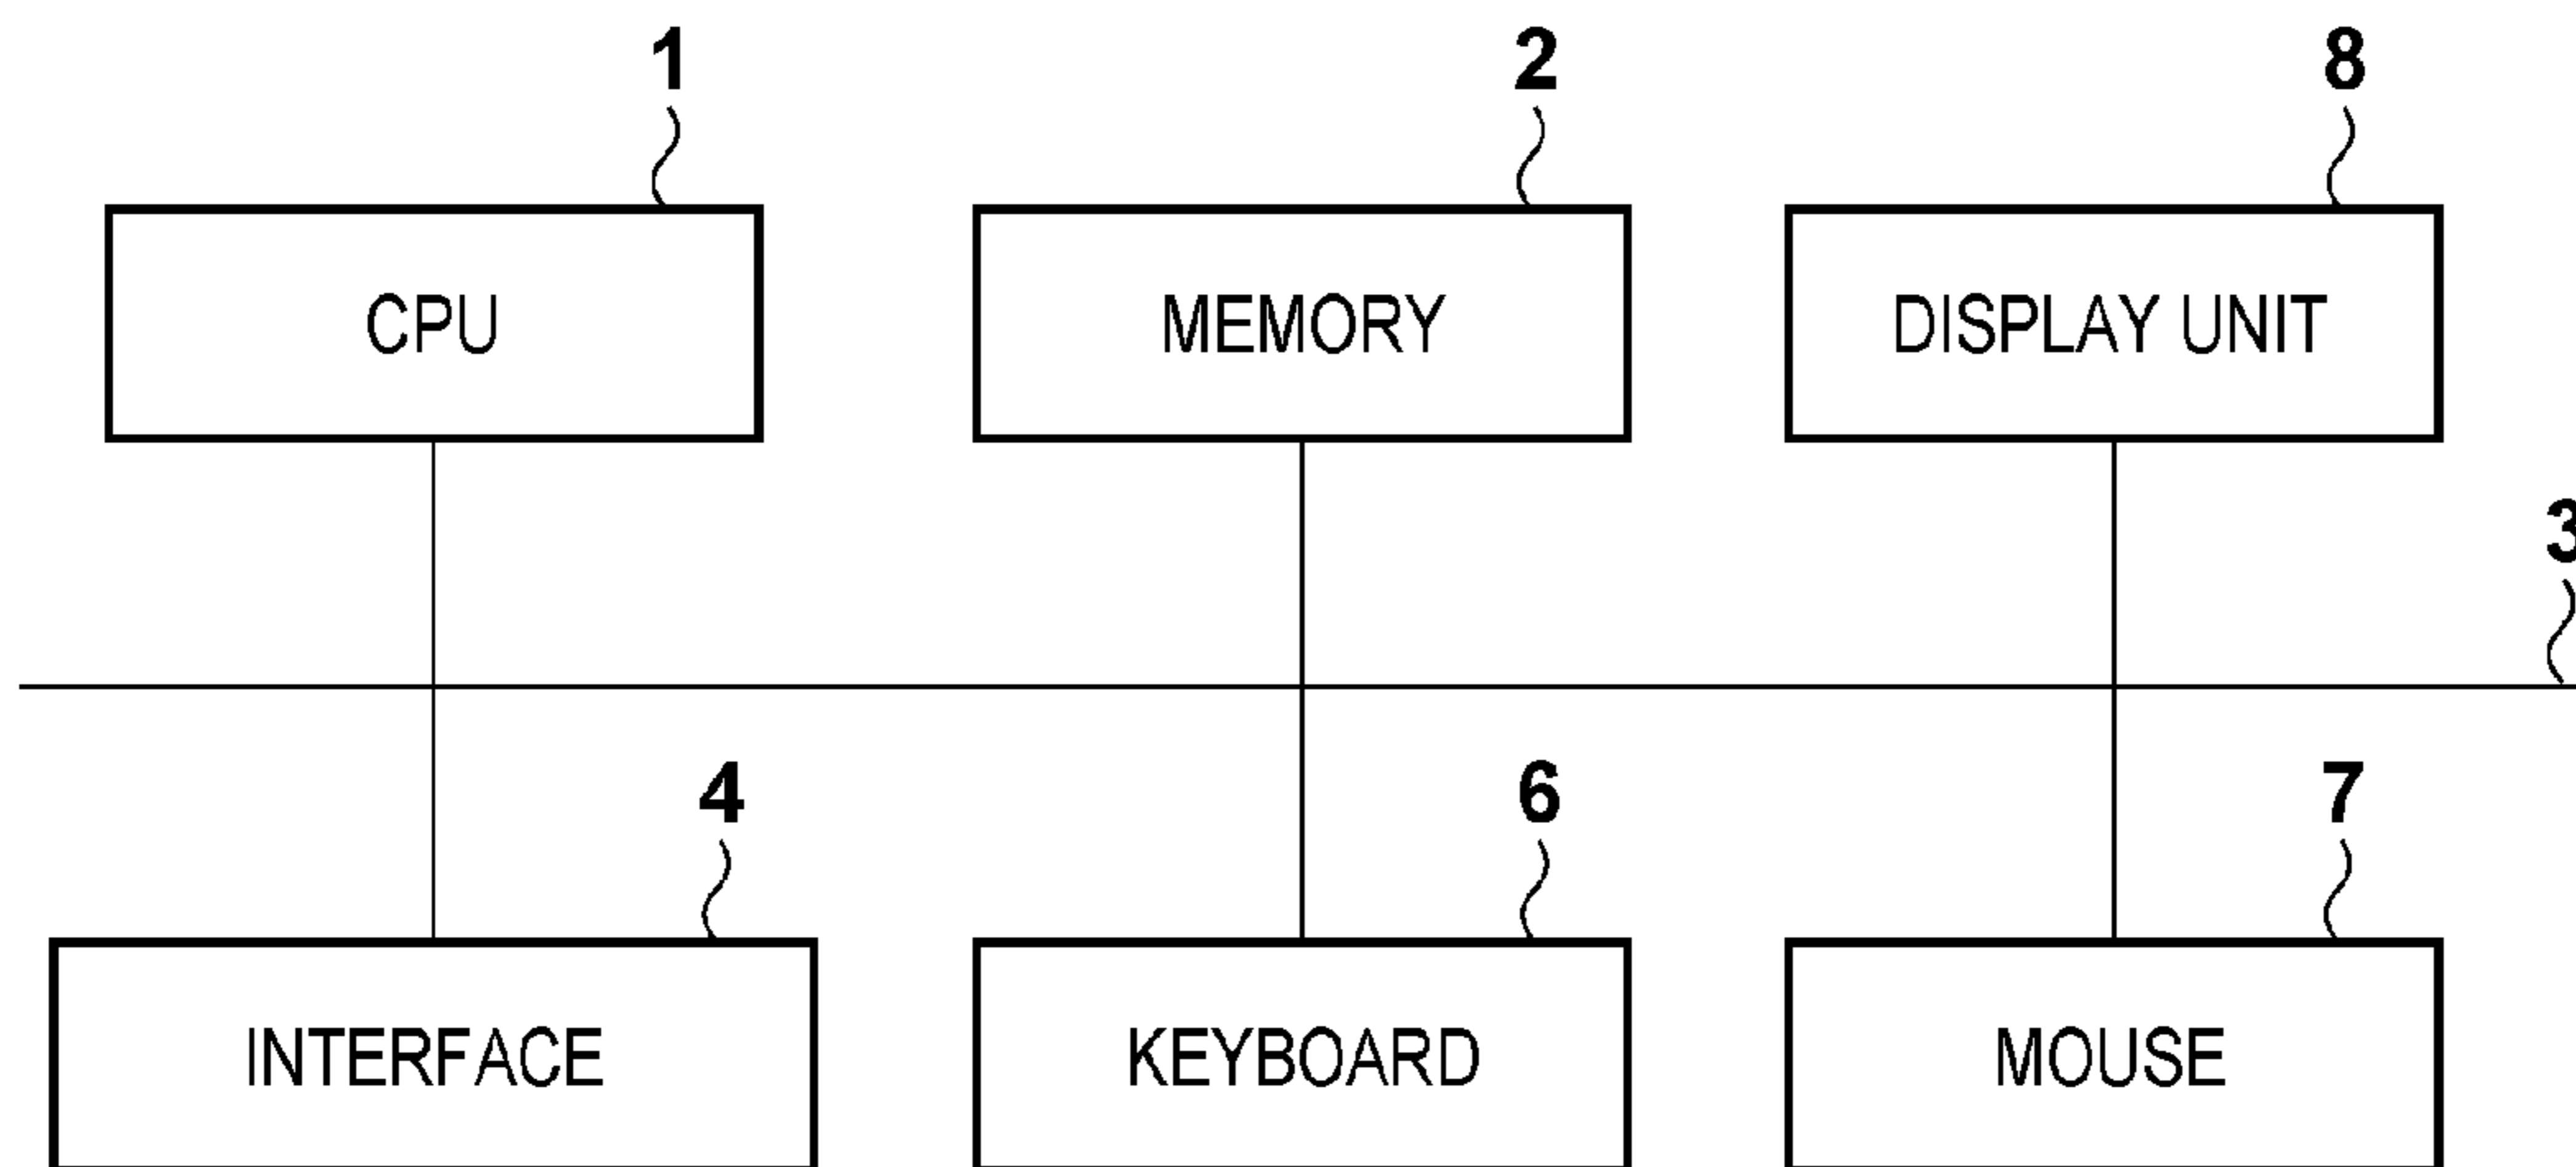 1
2
8
CPU
MEMORY
DISPLAY UNIT
3
4
6
7
INTERFACE
KEYBOARD
MOUSE